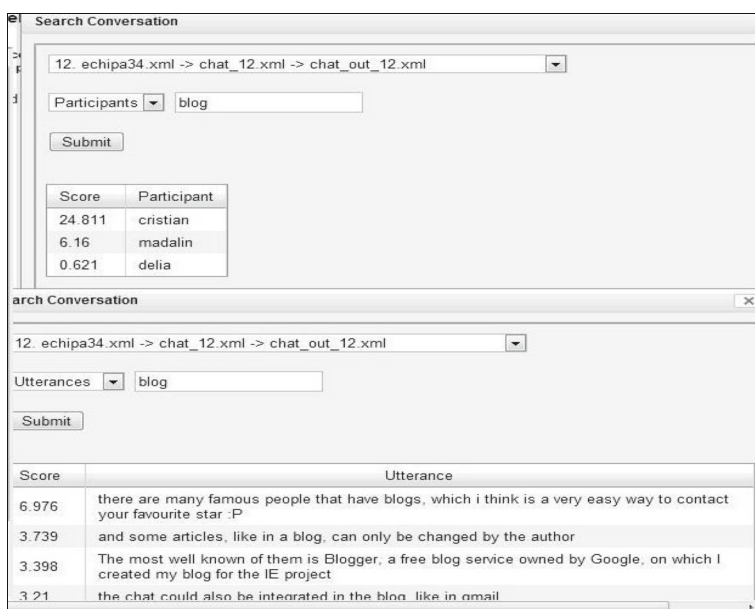 Search Conversation
12. echipa34.xml -> chat_12.xml -> chat_out_12.xml
Participants blog
Submit
Score Participant
24.811 cristian
6.16 madalin
0.621 delia
arch Conversation
12. echipa34.xml -> chat_12.xml -> chat_out_12.xml
Utterances blog
Submit
Score Utterance
6.976 there are many famous people that have blogs, which i think is a very easy way to contact
your favourite star :P
3.739 and some articles, like in a blog, can only be changed by the author
3.398 The most well known of them is Blogger, a free blog service owned by Google, on which I
created my blog for the IE project
3.21 the chat could also be integrated in the blog, like in gmail